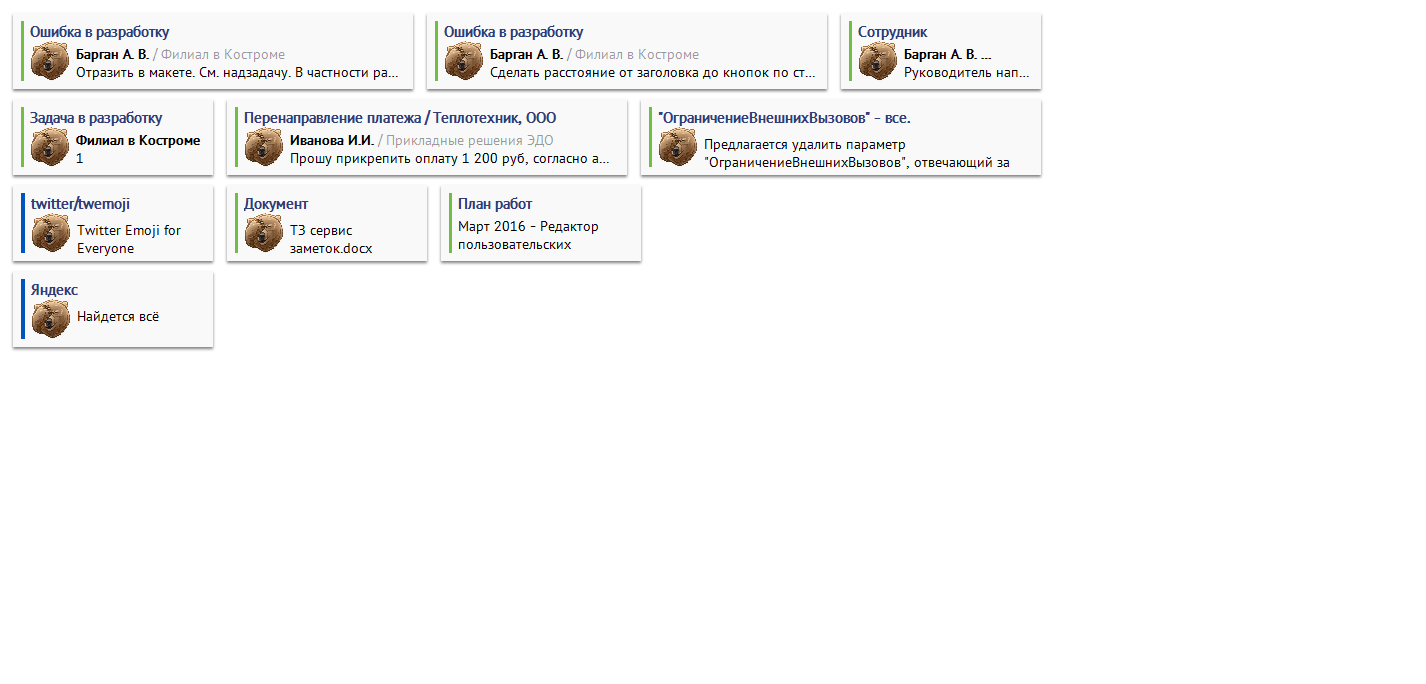 Ошибка в разработку
Барган А. В. / Филиал в Костроме
Отразить в макете. См. надзадачу. В частности ра...
Ошибка в разработку
Барган А. В. / Филиал в Костроме
Сделать расстояние от заголовка до кнопок по ст...
Сотрудник
Барган А. В. ...
Руководитель нап...
Задача в разработку
Филиал в Костроме
1
Перенаправление платежа / Теплотехник, ООО
Иванова И.И. / Прикладные решения ЭДО
Прошу прикрепить оплату 1 200 руб, согласно а...
"ОграничениеВнешнихВызовов" - все.
Предлагается удалить параметр
"ОграничениеВнешнихВызовов", отвечающий за
twitter/twemoji
Twitter Emoji for
Everyone
Документ
ТЗ сервис
заметок.docx
План работ
Март 2016 - Редактор
пользовательских
Яндекс
Найдется всё